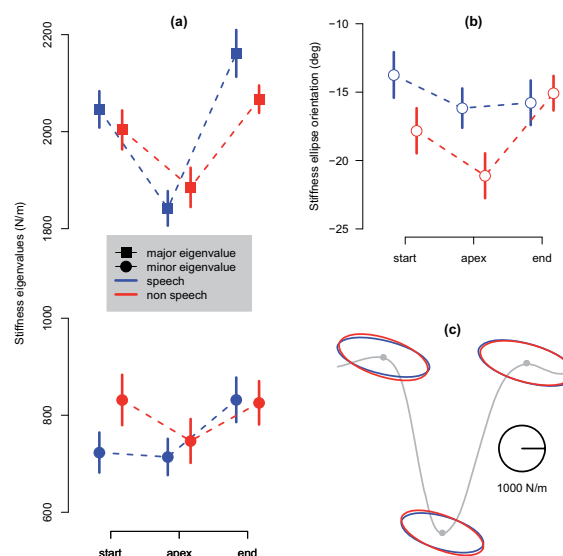 (a)
2200
2000
1800
Stiffness eigenvalues (N/m)
major eigenvalue
minor eigenvalue
speech
non speech
1000
800
600
start apex end
(b)
−10
−15
−20
−25
Stiffness ellipse orientation (deg)
start apex end
(c)
1000 N/m